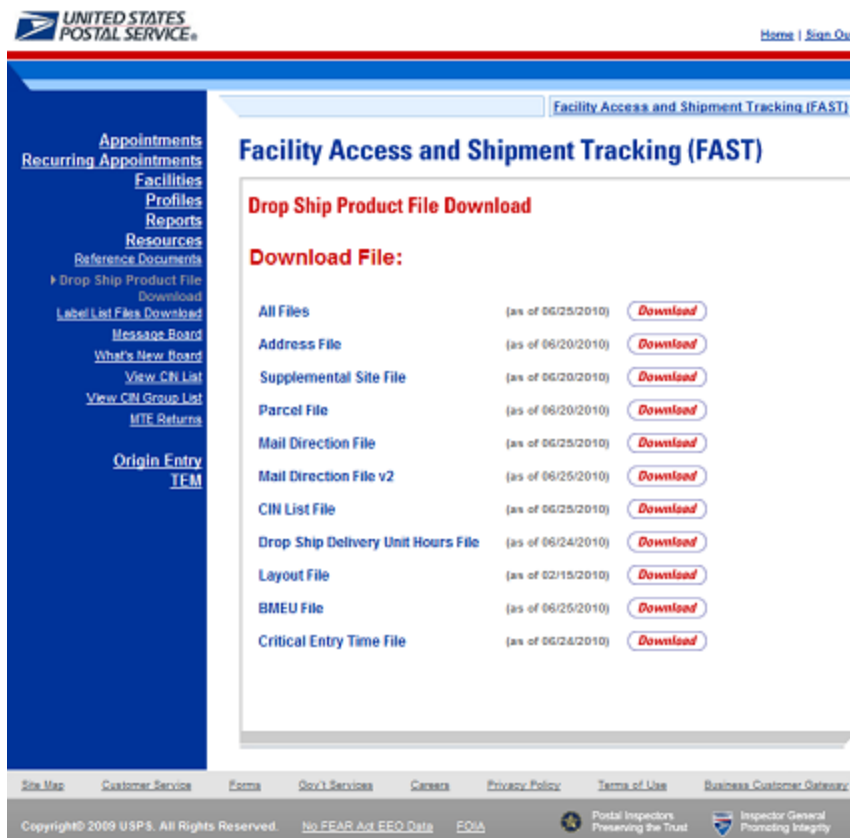 UNITED STATES
POSTAL SERVICE®
Home | Sign Ou
Facility Access and Shipment Tracking (FAST)
Appointments
Recurring Appointments
Facilities
Profiles
Reports
Resources
Reference Documents
Drop Ship Product File
Download
Label List Files Download
Message Board
What's New Board
View CIN List
View CIN Group List
MTE Returns
Origin Entry
TEM
Facility Access and Shipment Tracking (FAST)
Drop Ship Product File Download
Download File:
All Files (as of 06/25/2010) Download
Address File (as of 06/20/2010) Download
Supplemental Site File (as of 06/20/2010) Download
Parcel File (as of 06/20/2010) Download
Mail Direction File (as of 06/25/2010) Download
Mail Direction File v2 (as of 06/25/2010) Download
CIN List File (as of 06/25/2010) Download
Drop Ship Delivery Unit Hours File (as of 06/24/2010) Download
Layout File (as of 02/15/2010) Download
BMEU File (as of 06/25/2010) Download
Critical Entry Time File (as of 06/24/2010) Download
Site Map Customer Service Forms Gov't Services Careers Privacy Policy Terms of Use Business Customer Gateway
Copyright© 2009 USPS. All Rights Reserved. No FEAR Act EEO Data FOIA
Postal Inspectors
Preserving the Trust
Inspector General
Promoting Integrity